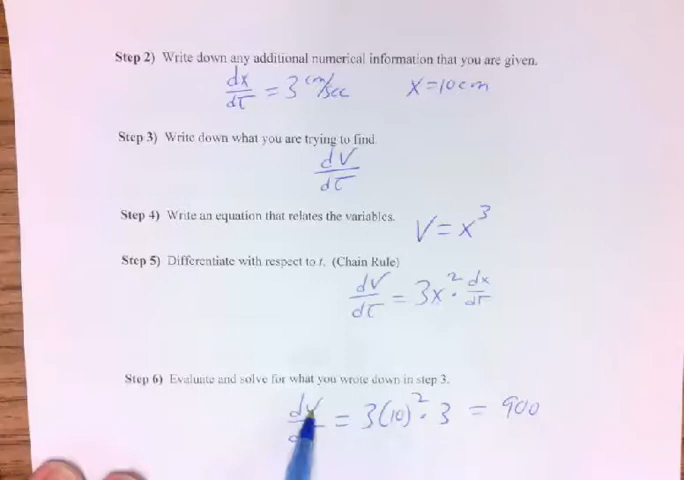 Step 2) Write down any additional numerical information that you are given.
dx/dt = 3 cm/sec x=10cm
Step 3) Write down what you are trying to find
dV/dt
Step 4) Write an equation that relates the variables. V=x³
Step 5) Differentiate with respect to t. (Chain Rule)
dV/dt = 3x²· dx/dt
Step 6) Evaluate and solve for what you wrote down in step 3.
dV/d = 3(10)²· 3 = 900